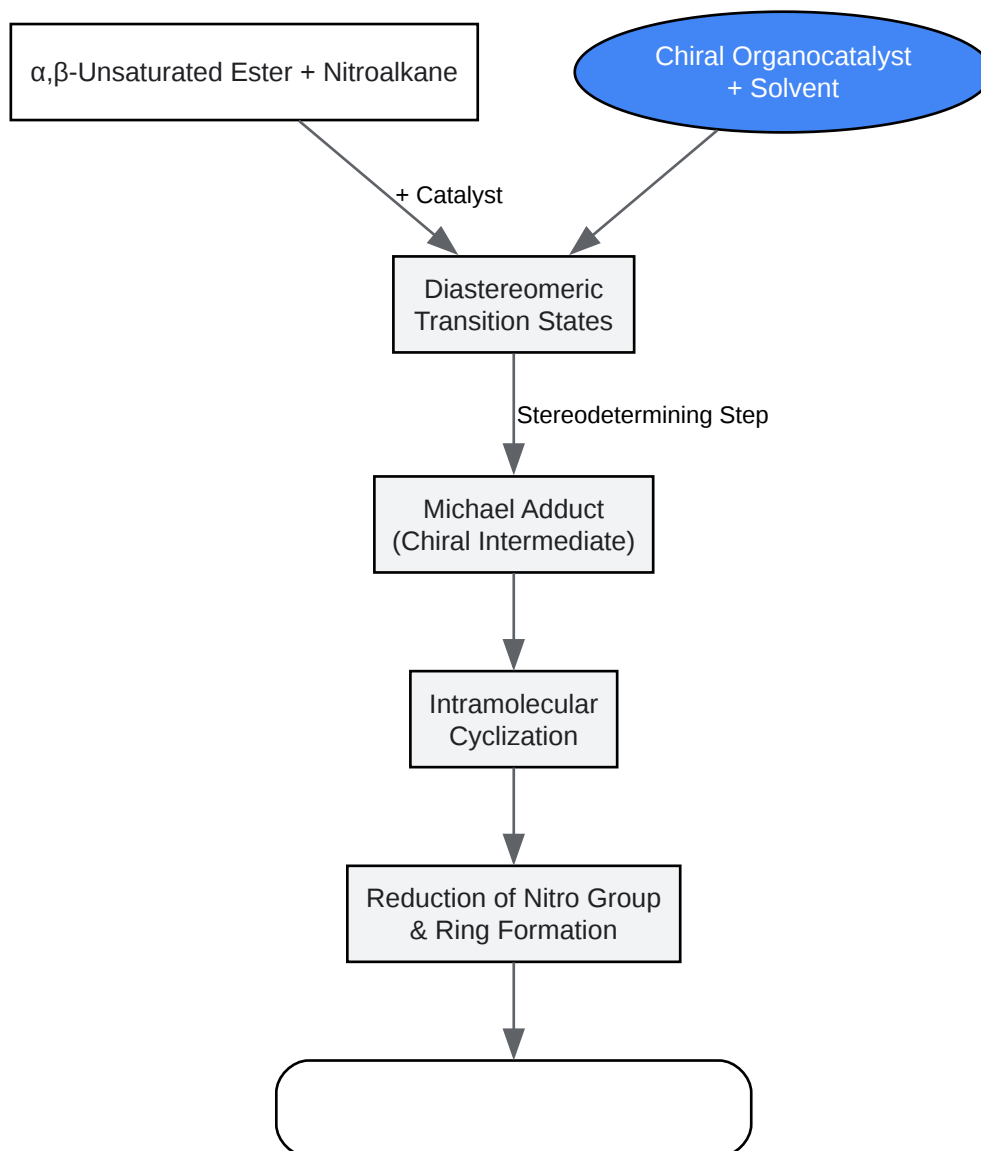 α,β-Unsaturated Ester + Nitroalkane
Chiral Organocatalyst
+ Solvent
+ Catalyst
Diastereomeric
Transition States
Stereodetermining Step
Michael Adduct
(Chiral Intermediate)
Intramolecular
Cyclization
Reduction of Nitro Group
& Ring Formation